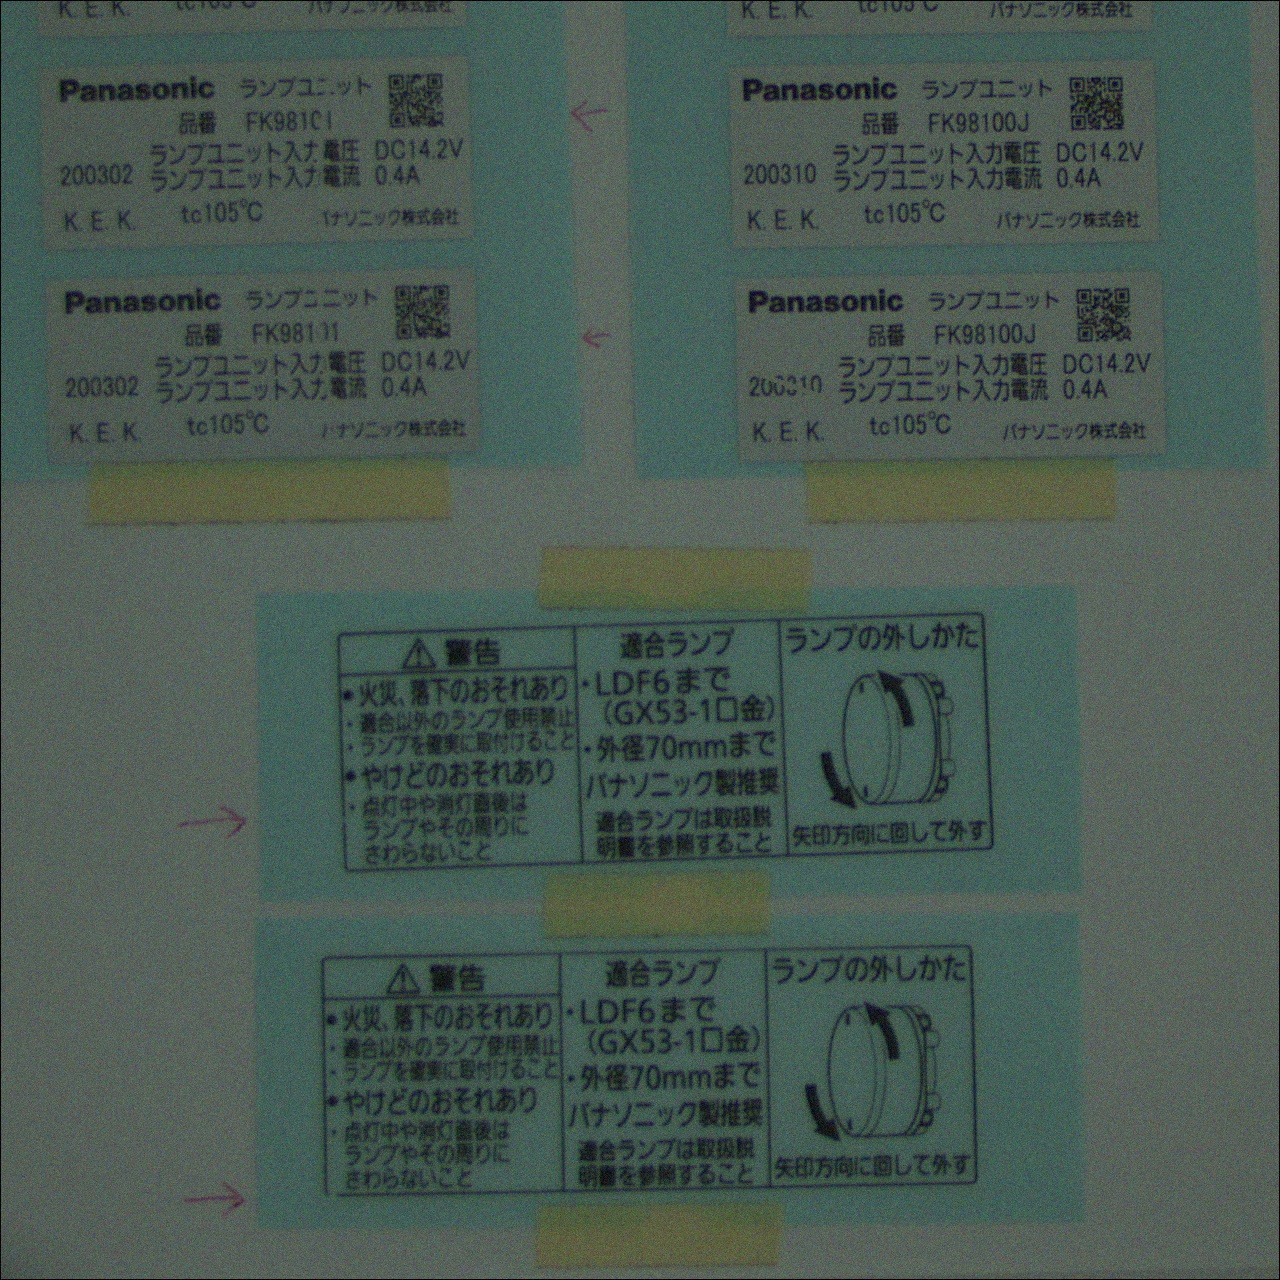 K. E. K. tc105℃ パナソニック株式会社
Panasonic ランプユニット
品番
ランプユニット入力電圧 DC14.2V
200302 ランプユニット入力電流 0.4A
K. E. K. tc105℃ パナソニック株式会社
Panasonic ランプユニット
品番
ランプユニット入力電圧 DC14.2V
200302 ランプユニット入力電流 0.4A
K. E. K. tc105℃ パナソニック株式会社
K. E. K. tc105℃ パナソニック株式会社
Panasonic ランプユニット
品番 FK98100J
ランプユニット入力電圧 DC14.2V
200310 ランプユニット入力電流 0.4A
K. E. K. tc105℃ パナソニック株式会社
Panasonic ランプユニット
品番 FK98100J
ランプユニット入力電圧 DC14.2V
200310 ランプユニット入力電流 0.4A
K. E. K. tc105℃ パナソニック株式会社
⚠警告
●火災、落下のおそれあり
・適合以外のランプ使用禁止
・ランプを確実に取付けること
●やけどのおそれあり
・点灯中や消灯直後は
ランプやその周りに
さわらないこと
適合ランプ
・LDF6まで
(GX53-1口金)
・外径70mmまで
パナソニック製推奨
適合ランプは取扱説
明書を参照すること
ランプの外しかた
矢印方向に回して外す
⚠警告
●火災、落下のおそれあり
・適合以外のランプ使用禁止
・ランプを確実に取付けること
●やけどのおそれあり
・点灯中や消灯直後は
ランプやその周りに
さわらないこと
適合ランプ
・LDF6まで
(GX53-1口金)
・外径70mmまで
パナソニック製推奨
適合ランプは取扱説
明書を参照すること
ランプの外しかた
矢印方向に回して外す